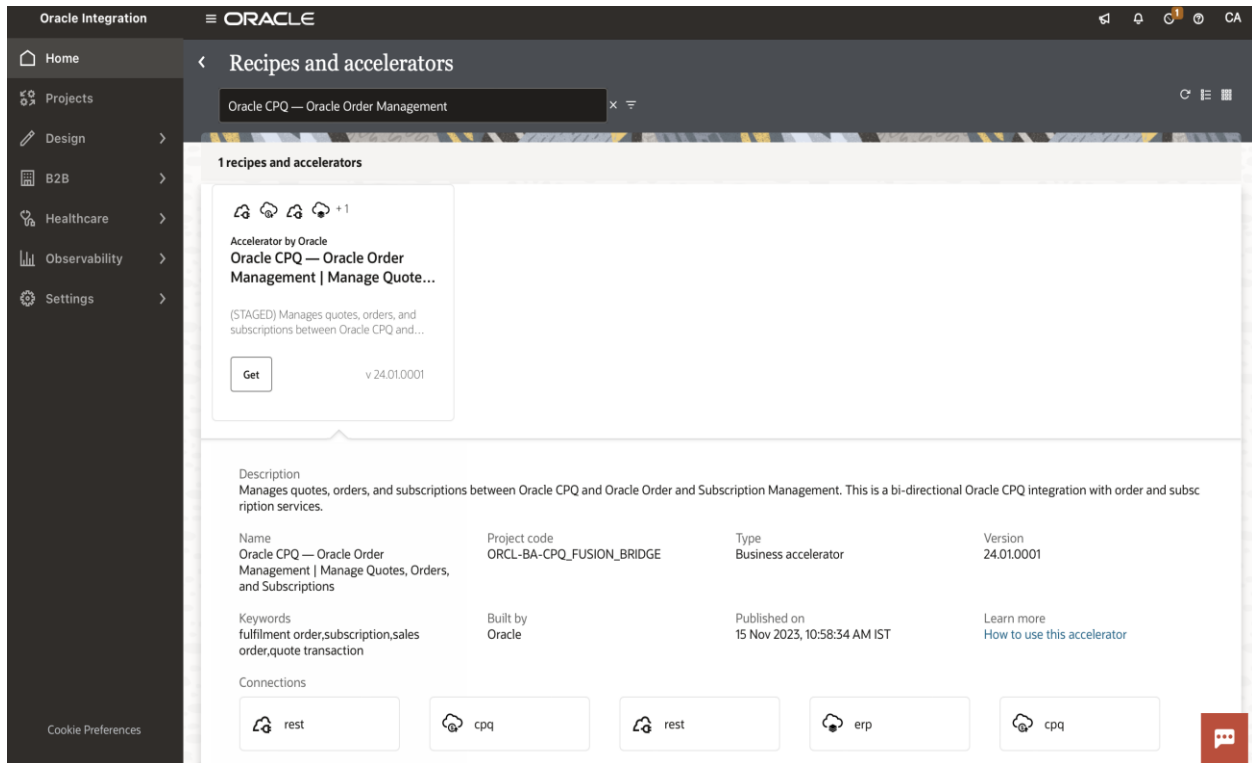 Oracle Integration
ORACLE
1
CA
Home
Projects
Design
B2B
Healthcare
Observability
Settings
Cookie Preferences
Recipes and accelerators
Oracle CPQ — Oracle Order Management
1 recipes and accelerators
+1
Accelerator by Oracle
Oracle CPQ — Oracle Order
Management | Manage Quote...
(STAGED) Manages quotes, orders, and
subscriptions between Oracle CPQ and...
Get
v 24.01.0001
Description
Manages quotes, orders, and subscriptions between Oracle CPQ and Oracle Order and Subscription Management. This is a bi-directional Oracle CPQ integration with order and subsc
ription services.
Name
Oracle CPQ — Oracle Order
Management | Manage Quotes, Orders,
and Subscriptions
Project code
ORCL-BA-CPQ_FUSION_BRIDGE
Type
Business accelerator
Version
24.01.0001
Keywords
fulfilment order,subscription,sales
order,quote transaction
Built by
Oracle
Published on
15 Nov 2023, 10:58:34 AM IST
Learn more
How to use this accelerator
Connections
rest
cpq
rest
erp
cpq